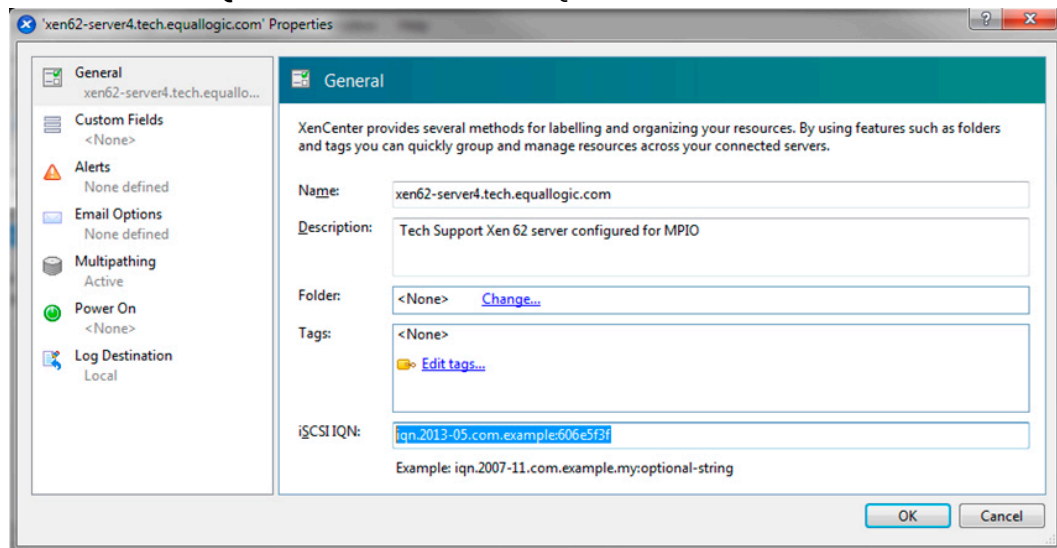 'xen62-server4.tech.equallogic.com' Properties
General
xen62-server4.tech.equallo...
Custom Fields
<None>
Alerts
None defined
Email Options
None defined
Multipathing
Active
Power On
<None>
Log Destination
Local
General
XenCenter provides several methods for labelling and organizing your resources. By using features such as folders
and tags you can quickly group and manage resources across your connected servers.
Name: xen62-server4.tech.equallogic.com
Description: Tech Support Xen 62 server configured for MPIO
Folder: <None> Change...
Tags: <None>
Edit tags...
iSCSI IQN: iqn.2013-05.com.example:606e5f3f
Example: iqn.2007-11.com.example.my:optional-string
OK Cancel